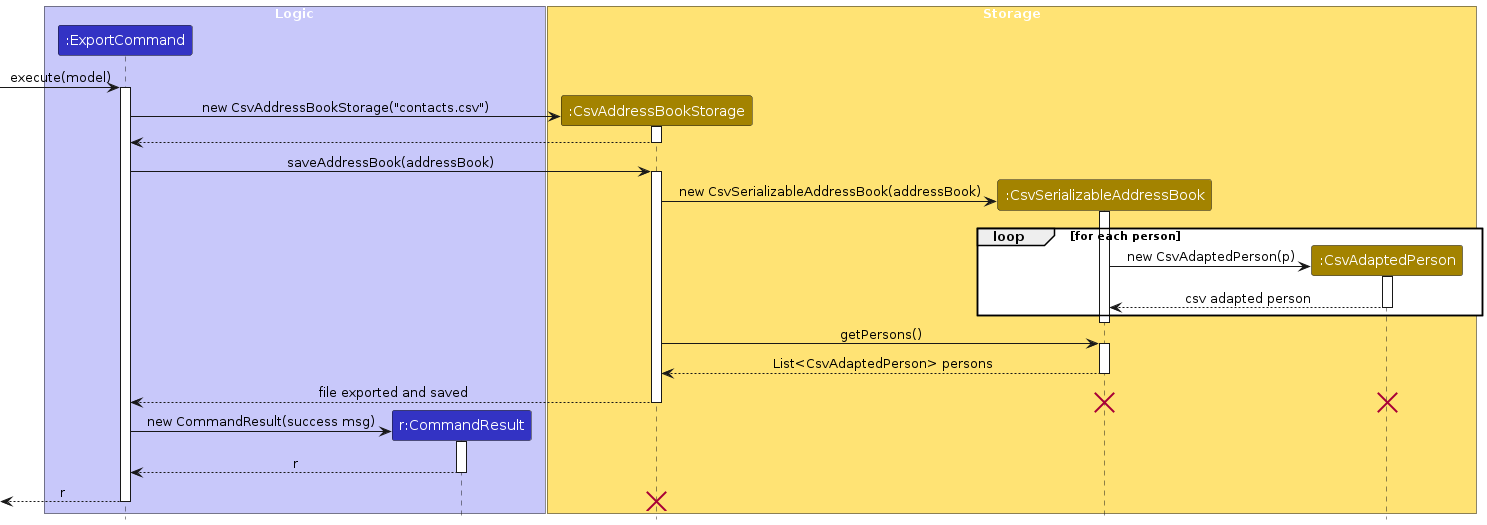 Logic
Storage
:ExportCommand
execute(model)
new CsvAddressBookStorage("contacts.csv")
:CsvAddressBookStorage
saveAddressBook(addressBook)
new CsvSerializableAddressBook(addressBook)
:CsvSerializableAddressBook
loop
[for each person]
new CsvAdaptedPerson(p)
:CsvAdaptedPerson
csv adapted person
getPersons()
List<CsvAdaptedPerson> persons
file exported and saved
new CommandResult(success msg)
r:CommandResult
r
r